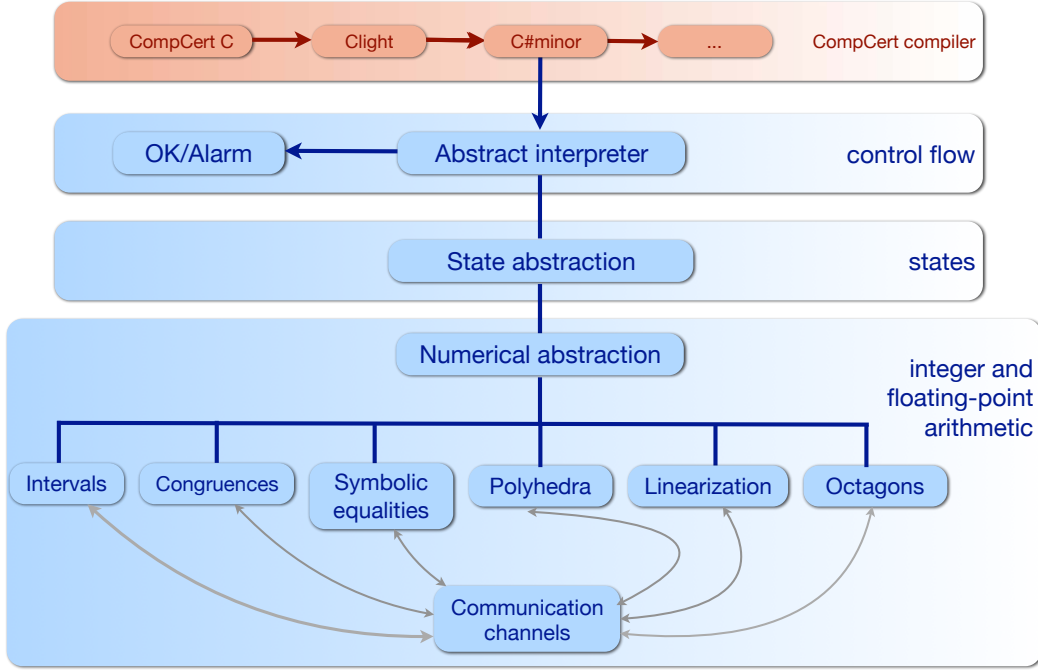 CompCert C
Clight
C#minor
...
CompCert compiler
OK/Alarm
Abstract interpreter
control flow
State abstraction
states
Numerical abstraction
integer and
floating-point
arithmetic
Intervals
Congruences
Symbolic
equalities
Polyhedra
Linearization
Octagons
Communication
channels